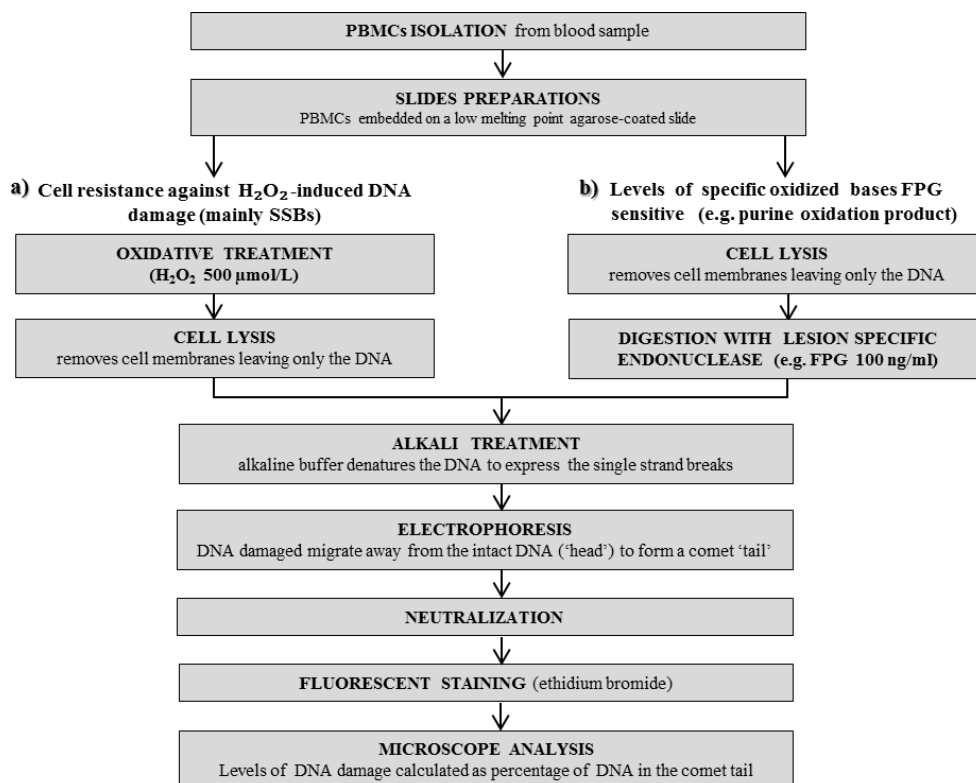 PBMCs ISOLATION from blood sample
SLIDES PREPARATIONS
PBMCs embedded on a low melting point agarose-coated slide
a) Cell resistance against H₂O₂-induced DNA
damage (mainly SSBs)
OXIDATIVE TREATMENT
(H₂O₂ 500 µmol/L)
CELL LYSIS
removes cell membranes leaving only the DNA
b) Levels of specific oxidized bases FPG
sensitive (e.g. purine oxidation product)
CELL LYSIS
removes cell membranes leaving only the DNA
DIGESTION WITH LESION SPECIFIC
ENDONUCLEASE (e.g. FPG 100 ng/ml)
ALKALI TREATMENT
alkaline buffer denatures the DNA to express the single strand breaks
ELECTROPHORESIS
DNA damaged migrate away from the intact DNA (‘head’) to form a comet ‘tail’
NEUTRALIZATION
FLUORESCENT STAINING (ethidium bromide)
MICROSCOPE ANALYSIS
Levels of DNA damage calculated as percentage of DNA in the comet tail